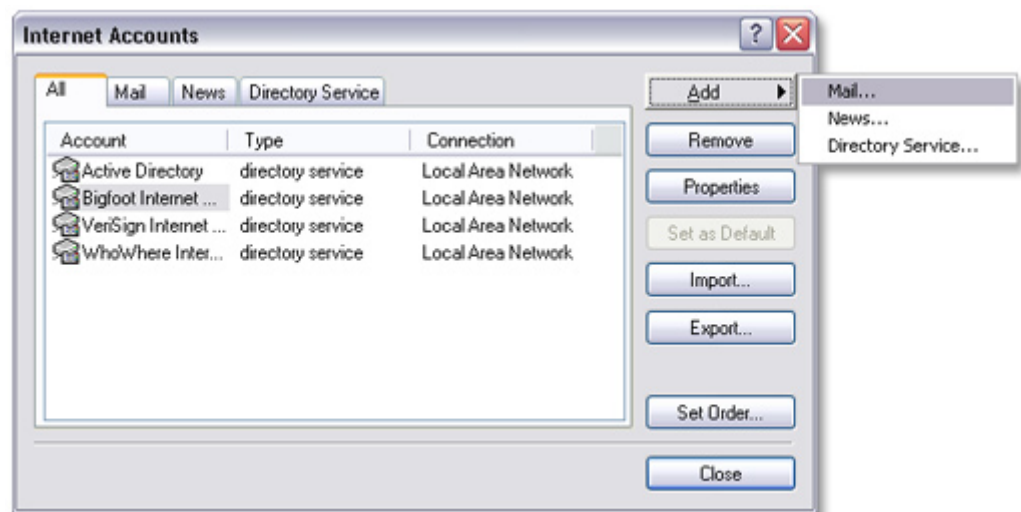 Internet Accounts
All Mail News Directory Service
Account Type Connection
Active Directory directory service Local Area Network
Bigfoot Internet ... directory service Local Area Network
VeriSign Internet ... directory service Local Area Network
WhoWhere Inter... directory service Local Area Network
Add
Mail...
News...
Directory Service...
Remove
Properties
Set as Default
Import...
Export...
Set Order...
Close